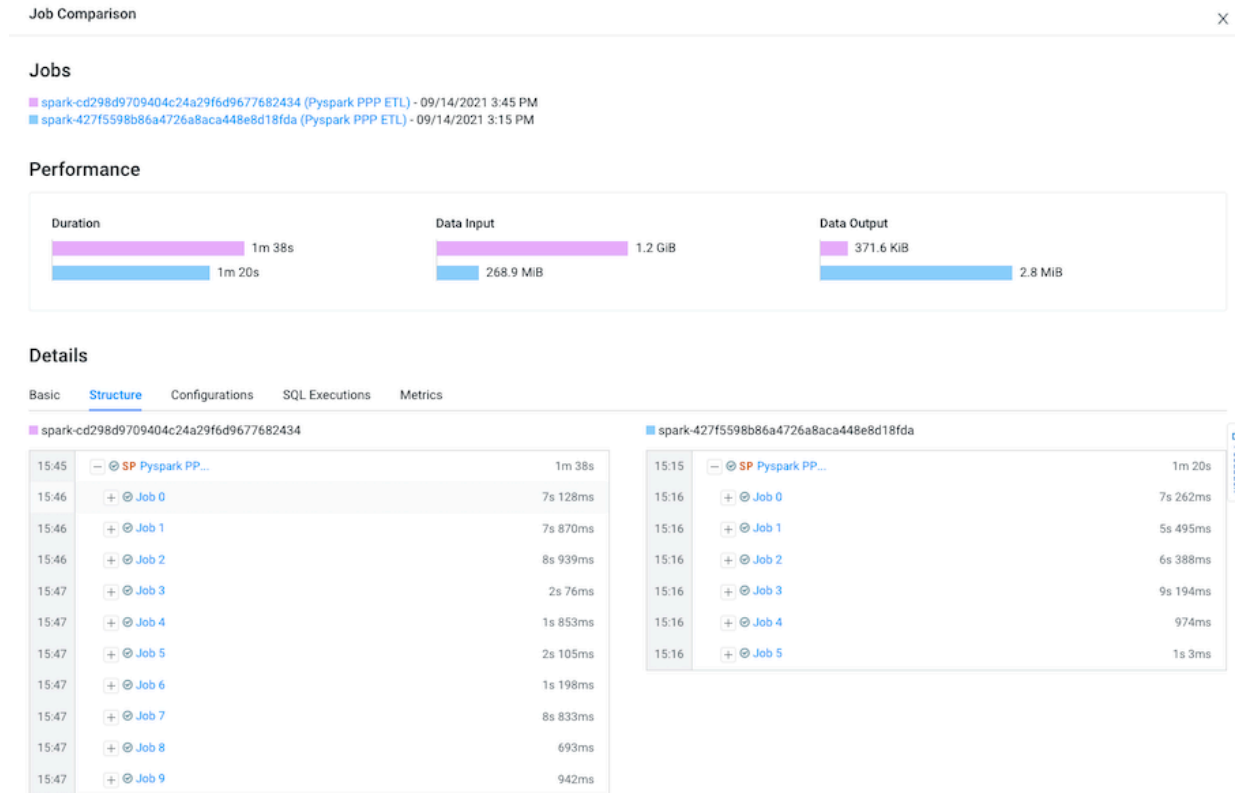 Job Comparison
Jobs
spark-cd298d9709404c24a29f6d9677682434 (Pyspark PPP ETL) - 09/14/2021 3:45 PM
spark-427f5598b86a4726a8aca448e8d18fda (Pyspark PPP ETL) - 09/14/2021 3:15 PM
Performance
Duration
1m 38s
1m 20s
Data Input
1.2 GiB
268.9 MiB
Data Output
371.6 KiB
2.8 MiB
Details
Basic Structure Configurations SQL Executions Metrics
spark-cd298d9709404c24a29f6d9677682434
15:45 SP Pyspark PP... 1m 38s
15:46 Job 0 7s 128ms
15:46 Job 1 7s 870ms
15:46 Job 2 8s 939ms
15:47 Job 3 2s 76ms
15:47 Job 4 1s 853ms
15:47 Job 5 2s 105ms
15:47 Job 6 1s 198ms
15:47 Job 7 8s 833ms
15:47 Job 8 693ms
15:47 Job 9 942ms
spark-427f5598b86a4726a8aca448e8d18fda
15:15 SP Pyspark PP... 1m 20s
15:16 Job 0 7s 262ms
15:16 Job 1 5s 495ms
15:16 Job 2 6s 388ms
15:16 Job 3 9s 194ms
15:16 Job 4 974ms
15:16 Job 5 1s 3ms